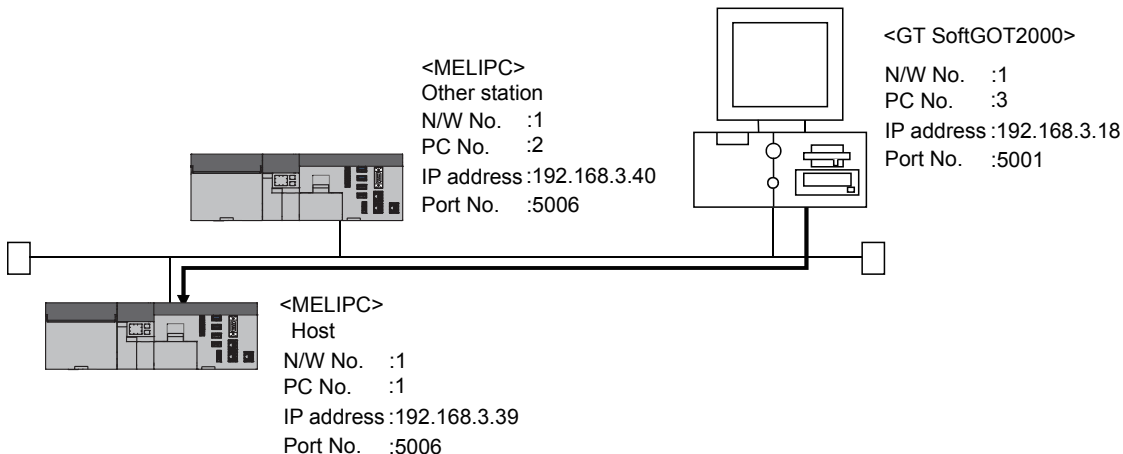 <MELIPC>
Other station
N/W No. :1
PC No. :2
IP address :192.168.3.40
Port No. :5006
<GT SoftGOT2000>
N/W No. :1
PC No. :3
IP address :192.168.3.18
Port No. :5001
<MELIPC>
Host
N/W No. :1
PC No. :1
IP address :192.168.3.39
Port No. :5006